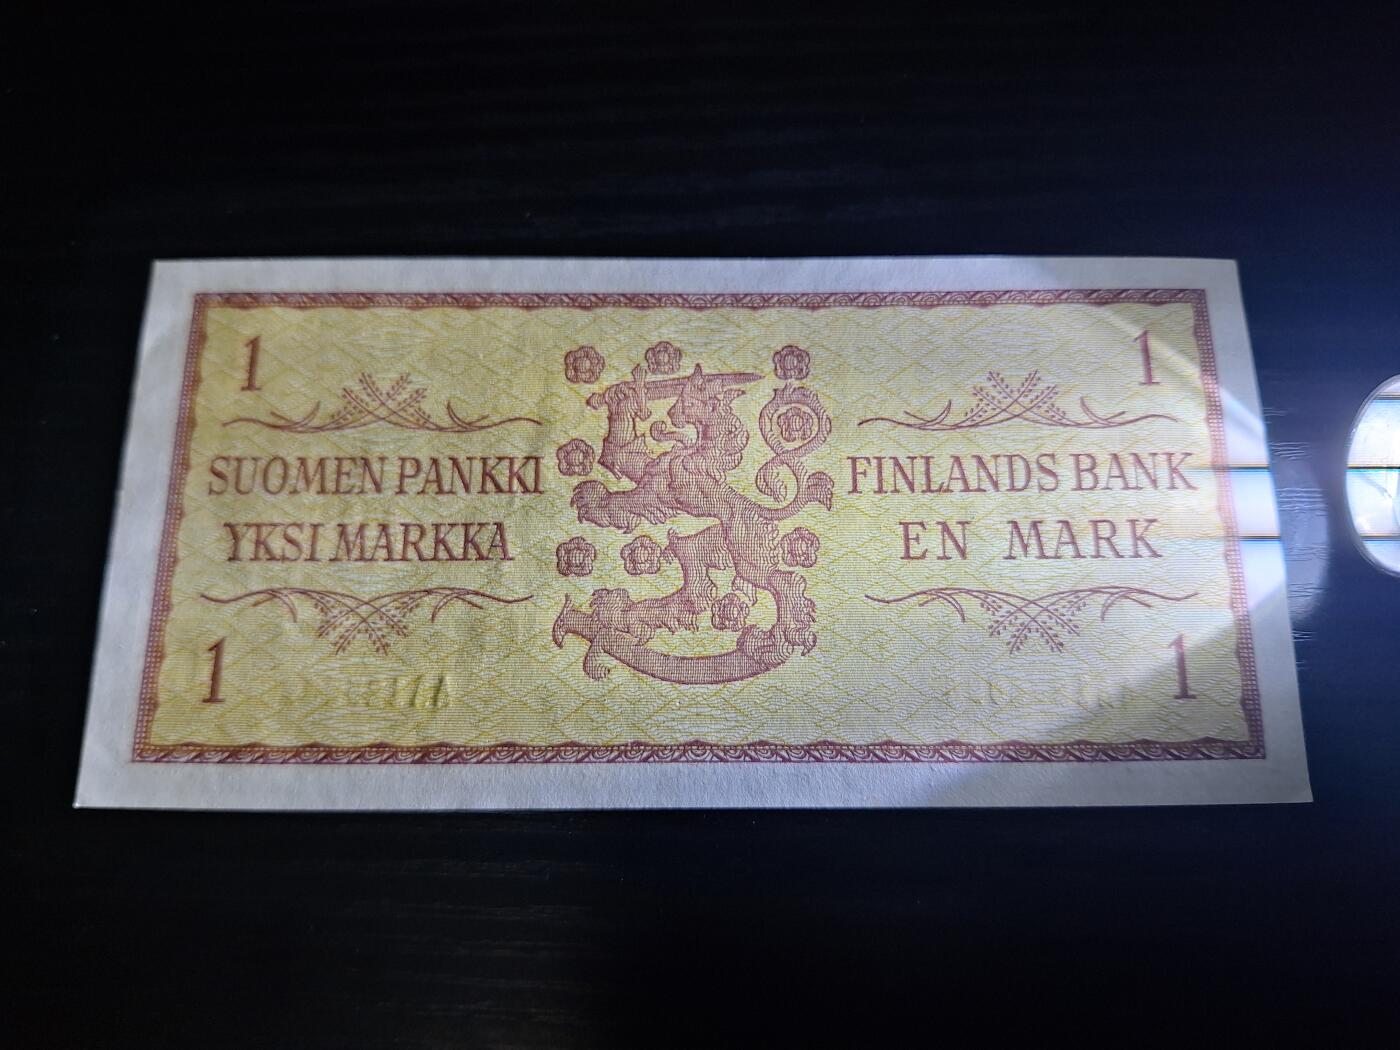 1 1
SUOMEN PANKKI
YKSI MARKKA
FINLANDS BANK
EN MARK
1 1